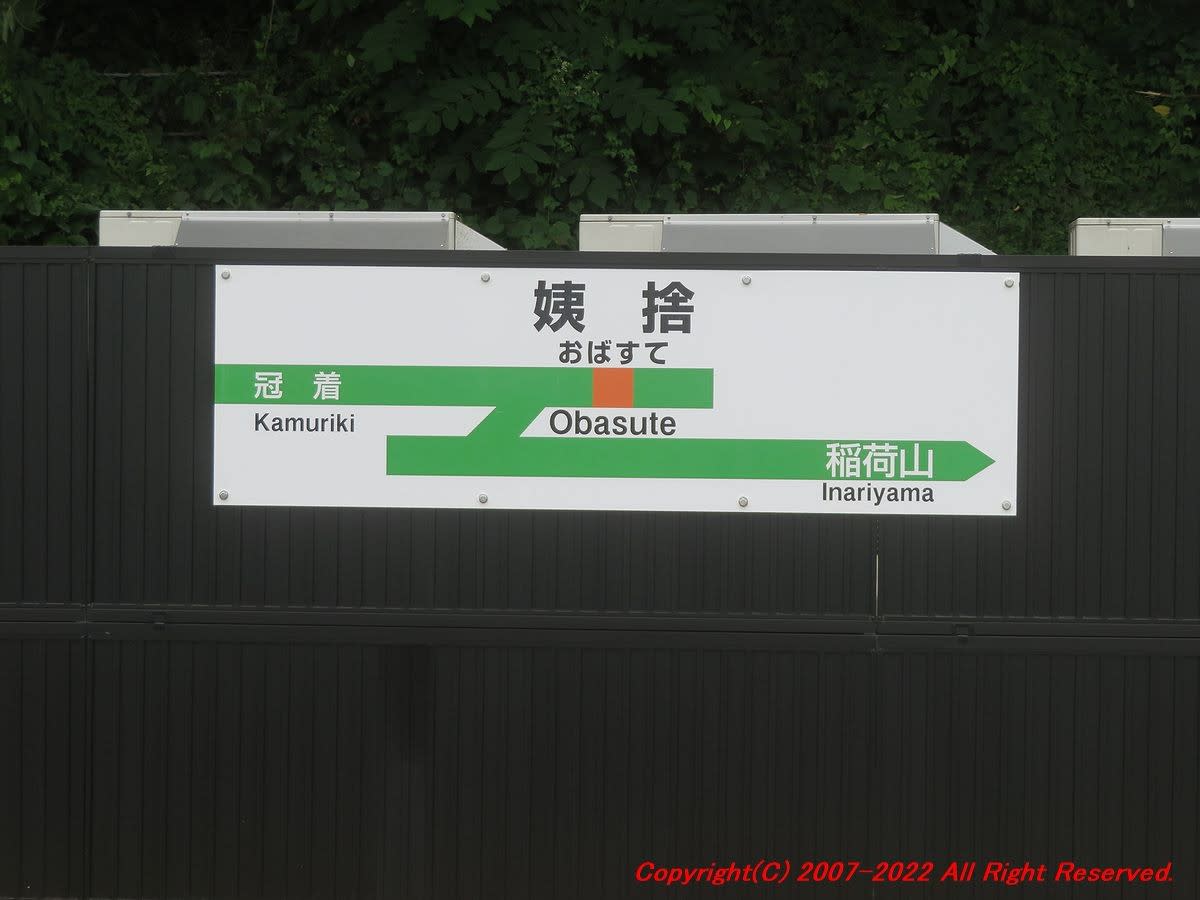 姨捨
おばすて
冠着
Kamuriki
Obasute
稲荷山
Inariyama
Copyright(C) 2007-2022 All Right Reserved.